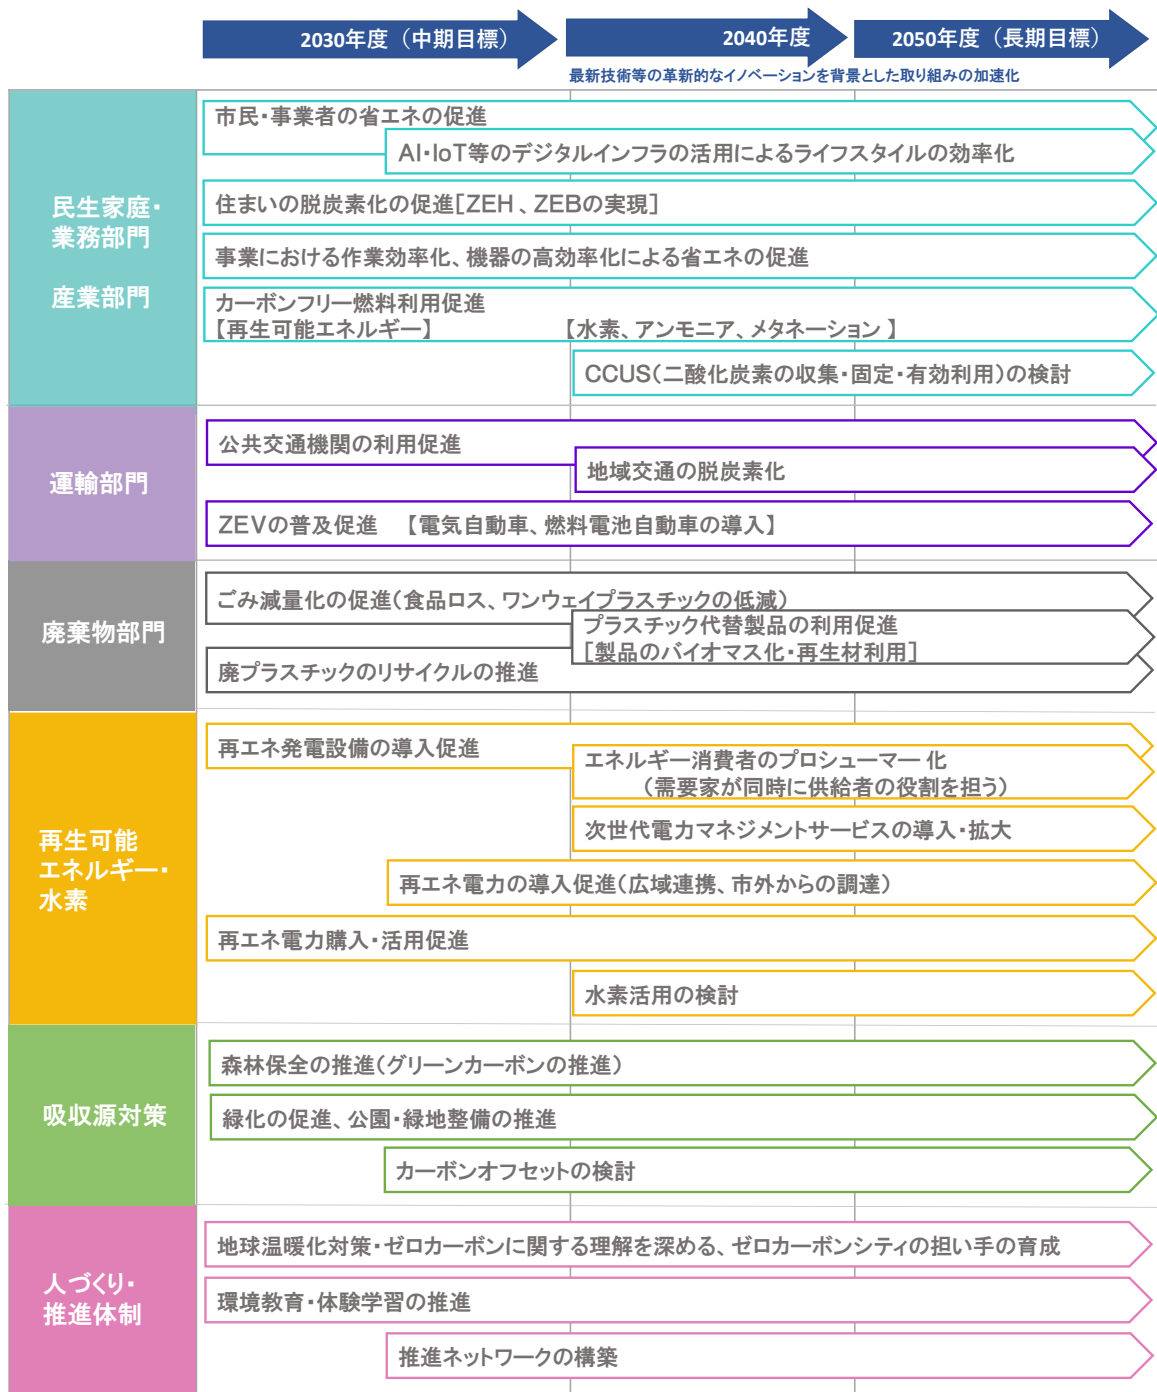 2030年度（中期目標）
2040年度
2050年度（長期目標）
最新技術等の革新的なイノベーションを背景とした取り組みの加速化
民生家庭・
業務部門
産業部門
市民・事業者の省エネの促進
AI・IoT等のデジタルインフラの活用によるライフスタイルの効率化
住まいの脱炭素化の促進［ZEH 、ZEBの実現］
事業における作業効率化、機器の高効率化による省エネの促進
カーボンフリー燃料利用促進
【再生可能エネルギー】　【水素、アンモニア、メタネーション 】
CCUS（二酸化炭素の収集・固定・有効利用）の検討
運輸部門
公共交通機関の利用促進
地域交通の脱炭素化
ZEVの普及促進　【電気自動車、燃料電池自動車の導入】
廃棄物部門
ごみ減量化の促進（食品ロス、ワンウェイプラスチックの低減）
プラスチック代替製品の利用促進
［製品のバイオマス化・再生材利用］
廃プラスチックのリサイクルの推進
再生可能
エネルギー・
水素
再エネ発電設備の導入促進
エネルギー消費者のプロシューマー 化
（需要家が同時に供給者の役割を担う）
次世代電力マネジメントサービスの導入・拡大
再エネ電力の導入促進（広域連携、市外からの調達）
再エネ電力購入・活用促進
水素活用の検討
吸収源対策
森林保全の推進（グリーンカーボンの推進）
緑化の促進、公園・緑地整備の推進
カーボンオフセットの検討
人づくり・
推進体制
地球温暖化対策・ゼロカーボンに関する理解を深める、ゼロカーボンシティの担い手の育成
環境教育・体験学習の推進
推進ネットワークの構築